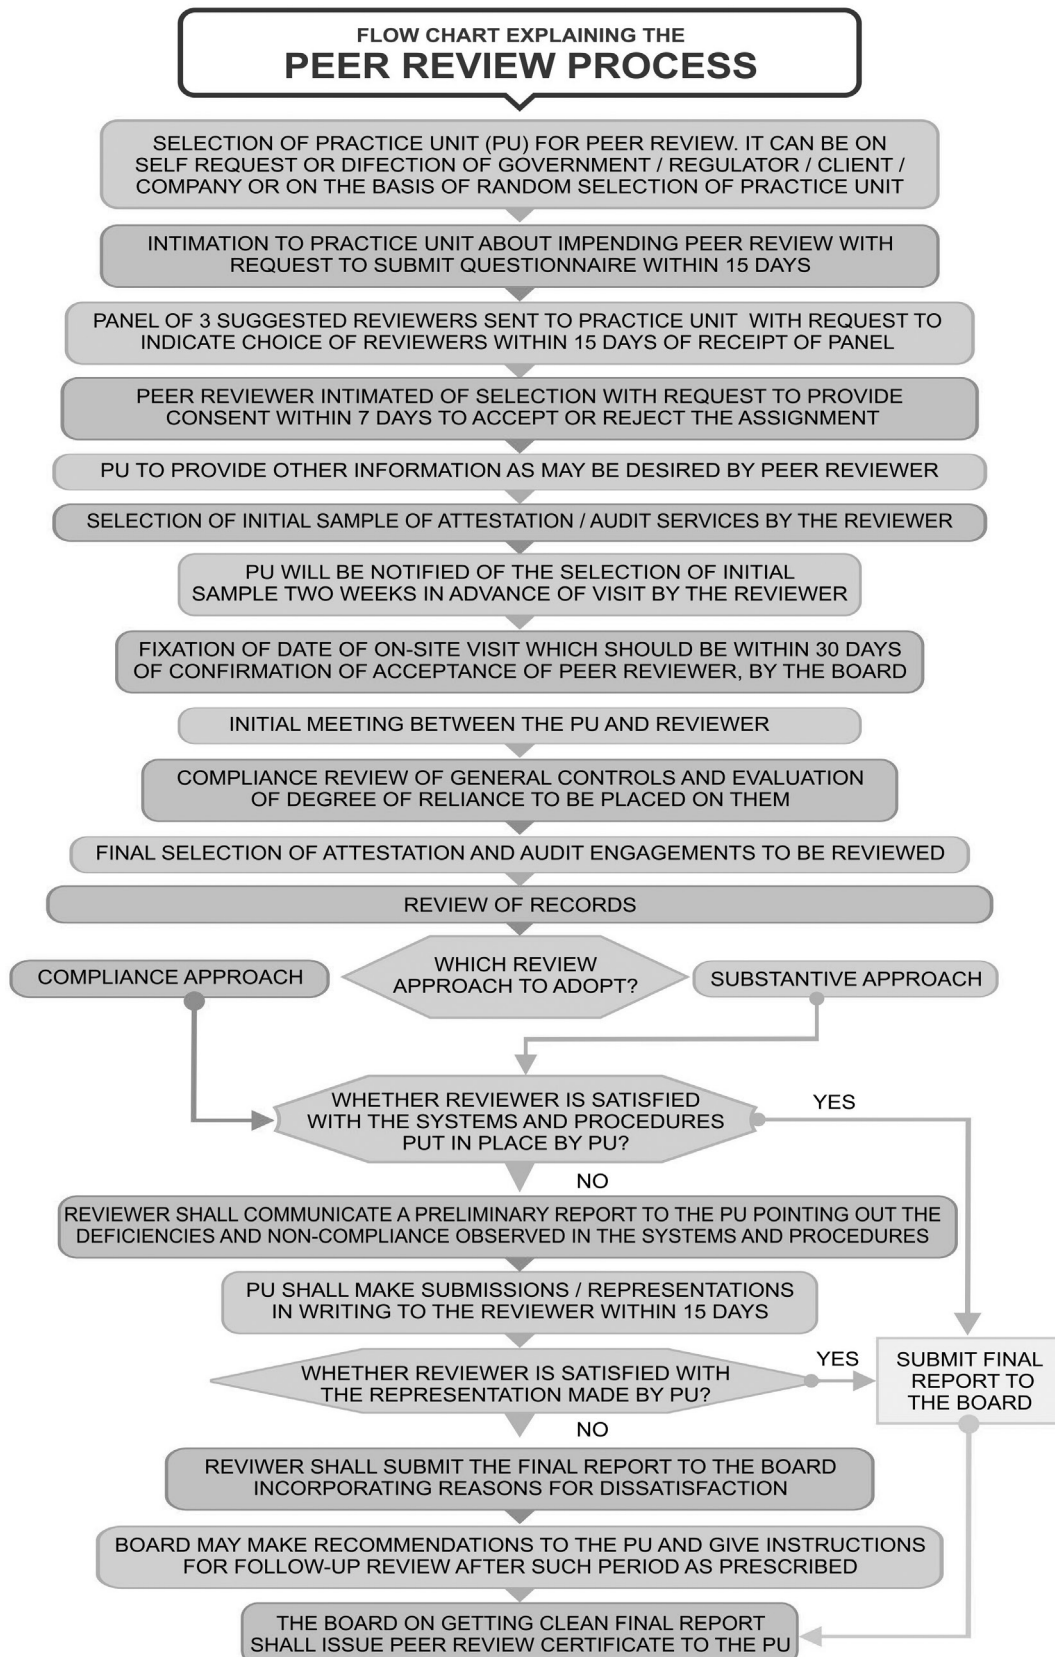 FLOW CHART EXPLAINING THE
PEER REVIEW PROCESS
SELECTION OF PRACTICE UNIT (PU) FOR PEER REVIEW. IT CAN BE ON
SELF REQUEST OR DIFECTION OF GOVERNMENT / REGULATOR / CLIENT /
COMPANY OR ON THE BASIS OF RANDOM SELECTION OF PRACTICE UNIT
INTIMATION TO PRACTICE UNIT ABOUT IMPENDING PEER REVIEW WITH
REQUEST TO SUBMIT QUESTIONNAIRE WITHIN 15 DAYS
PANEL OF 3 SUGGESTED REVIEWERS SENT TO PRACTICE UNIT WITH REQUEST TO
INDICATE CHOICE OF REVIEWERS WITHIN 15 DAYS OF RECEIPT OF PANEL
PEER REVIEWER INTIMATED OF SELECTION WITH REQUEST TO PROVIDE
CONSENT WITHIN 7 DAYS TO ACCEPT OR REJECT THE ASSIGNMENT
PU TO PROVIDE OTHER INFORMATION AS MAY BE DESIRED BY PEER REVIEWER
SELECTION OF INITIAL SAMPLE OF ATTESTATION / AUDIT SERVICES BY THE REVIEWER
PU WILL BE NOTIFIED OF THE SELECTION OF INITIAL
SAMPLE TWO WEEKS IN ADVANCE OF VISIT BY THE REVIEWER
FIXATION OF DATE OF ON-SITE VISIT WHICH SHOULD BE WITHIN 30 DAYS
OF CONFIRMATION OF ACCEPTANCE OF PEER REVIEWER, BY THE BOARD
INITIAL MEETING BETWEEN THE PU AND REVIEWER
COMPLIANCE REVIEW OF GENERAL CONTROLS AND EVALUATION
OF DEGREE OF RELIANCE TO BE PLACED ON THEM
FINAL SELECTION OF ATTESTATION AND AUDIT ENGAGEMENTS TO BE REVIEWED
REVIEW OF RECORDS
COMPLIANCE APPROACH
WHICH REVIEW
APPROACH TO ADOPT?
SUBSTANTIVE APPROACH
WHETHER REVIEWER IS SATISFIED
WITH THE SYSTEMS AND PROCEDURES
PUT IN PLACE BY PU?
YES
NO
REVIEWER SHALL COMMUNICATE A PRELIMINARY REPORT TO THE PU POINTING OUT THE
DEFICIENCIES AND NON-COMPLIANCE OBSERVED IN THE SYSTEMS AND PROCEDURES
PU SHALL MAKE SUBMISSIONS / REPRESENTATIONS
IN WRITING TO THE REVIEWER WITHIN 15 DAYS
WHETHER REVIEWER IS SATISFIED WITH
THE REPRESENTATION MADE BY PU?
YES
SUBMIT FINAL
REPORT TO
THE BOARD
NO
REVIWER SHALL SUBMIT THE FINAL REPORT TO THE BOARD
INCORPORATING REASONS FOR DISSATISFACTION
BOARD MAY MAKE RECOMMENDATIONS TO THE PU AND GIVE INSTRUCTIONS
FOR FOLLOW-UP REVIEW AFTER SUCH PERIOD AS PRESCRIBED
THE BOARD ON GETTING CLEAN FINAL REPORT
SHALL ISSUE PEER REVIEW CERTIFICATE TO THE PU